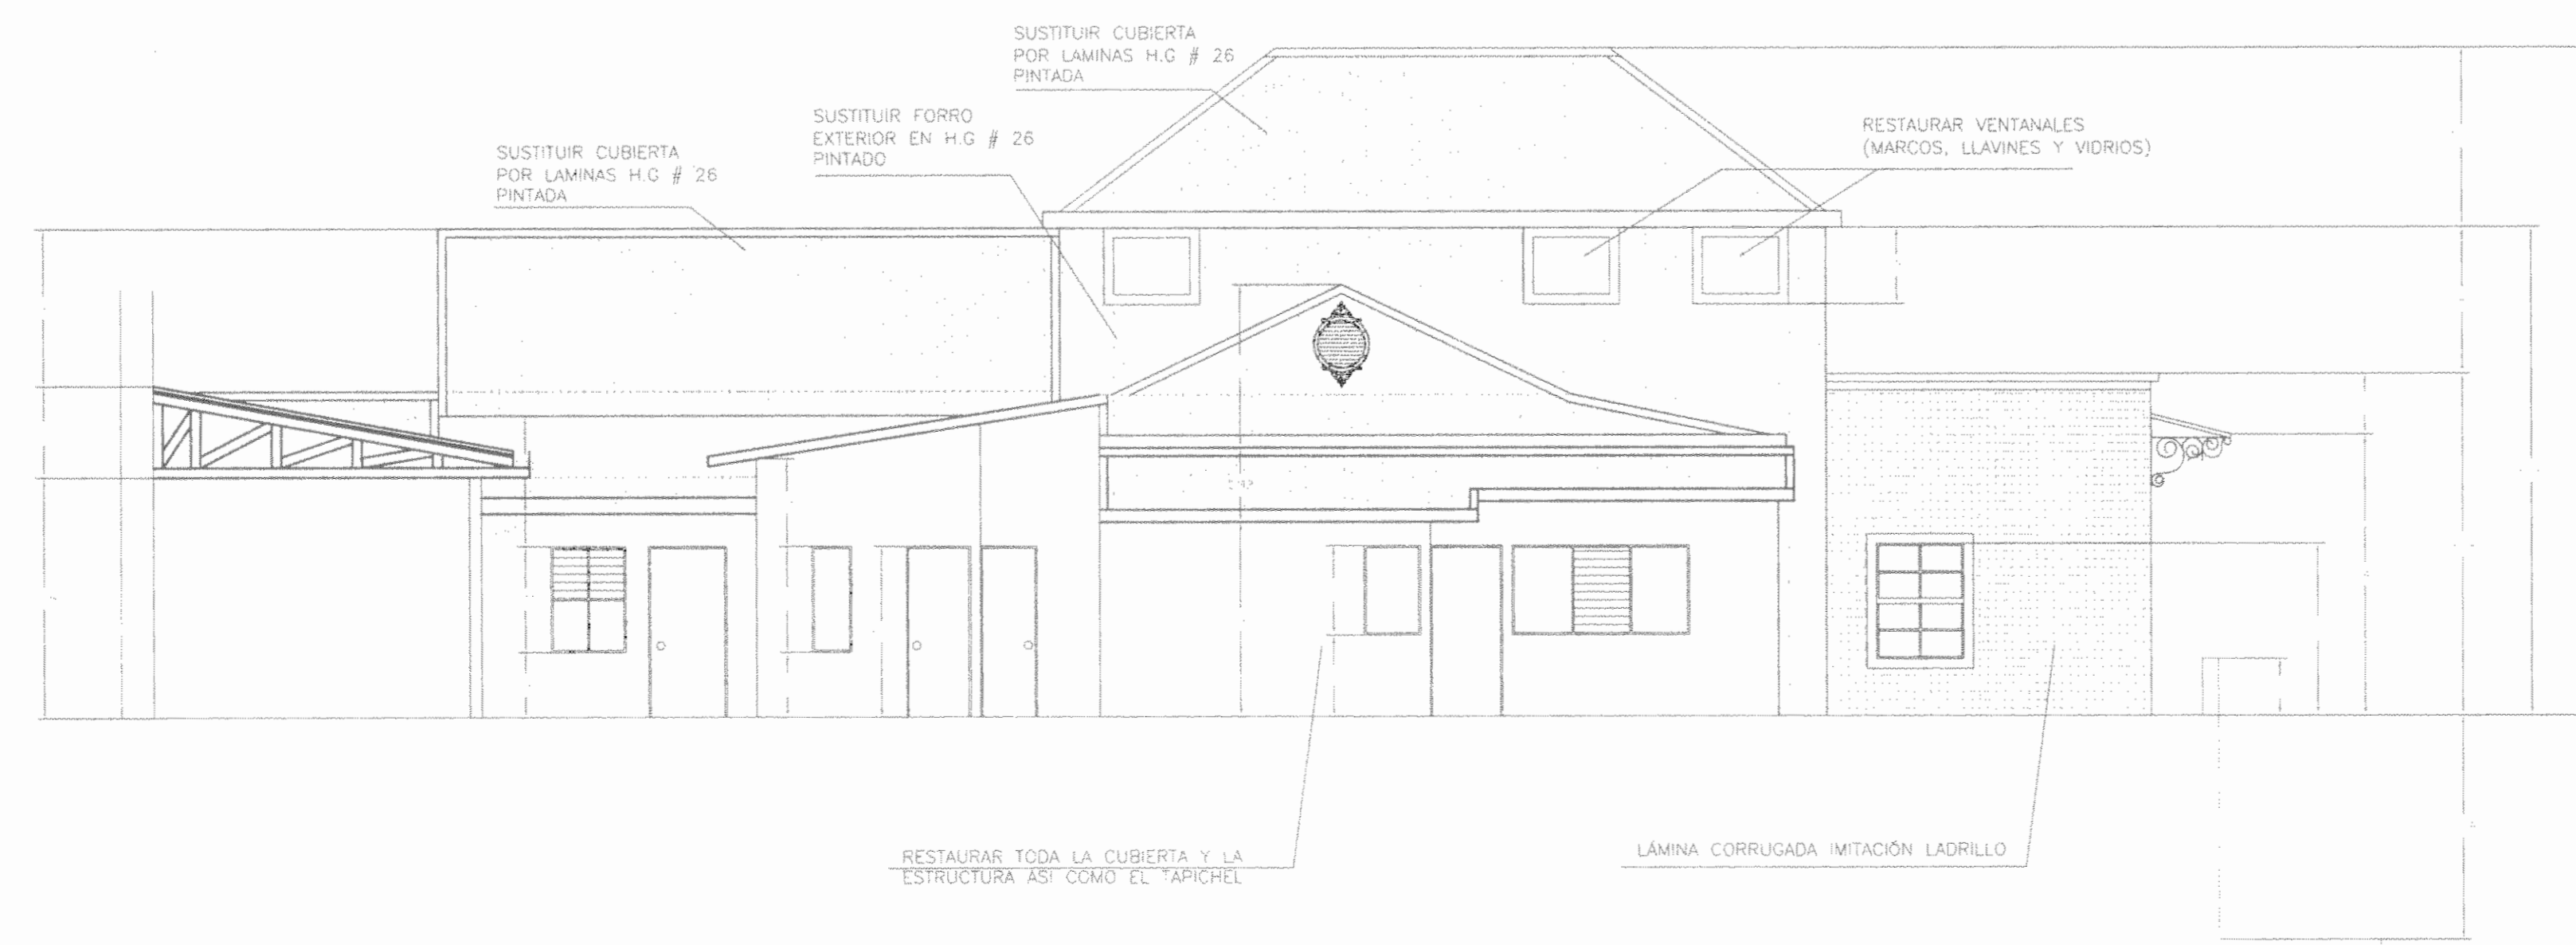 SUSTITUIR CUBIERTA
POR LAMINAS H.G # 26
PINTADA
SUSTITUIR FORRO
EXTERIOR EN H.G # 26
PINTADO
SUSTITUIR CUBIERTA
POR LAMINAS H.G # 26
PINTADA
RESTAURAR VENTANALES
(MARCOS, LLAVINES Y VIDRIOS)
RESTAURAR TODA LA CUBIERTA Y LA
ESTRUCTURA ASI COMO EL TAPICHEL
LÁMINA CORRUGADA IMITACIÓN LADRILLO